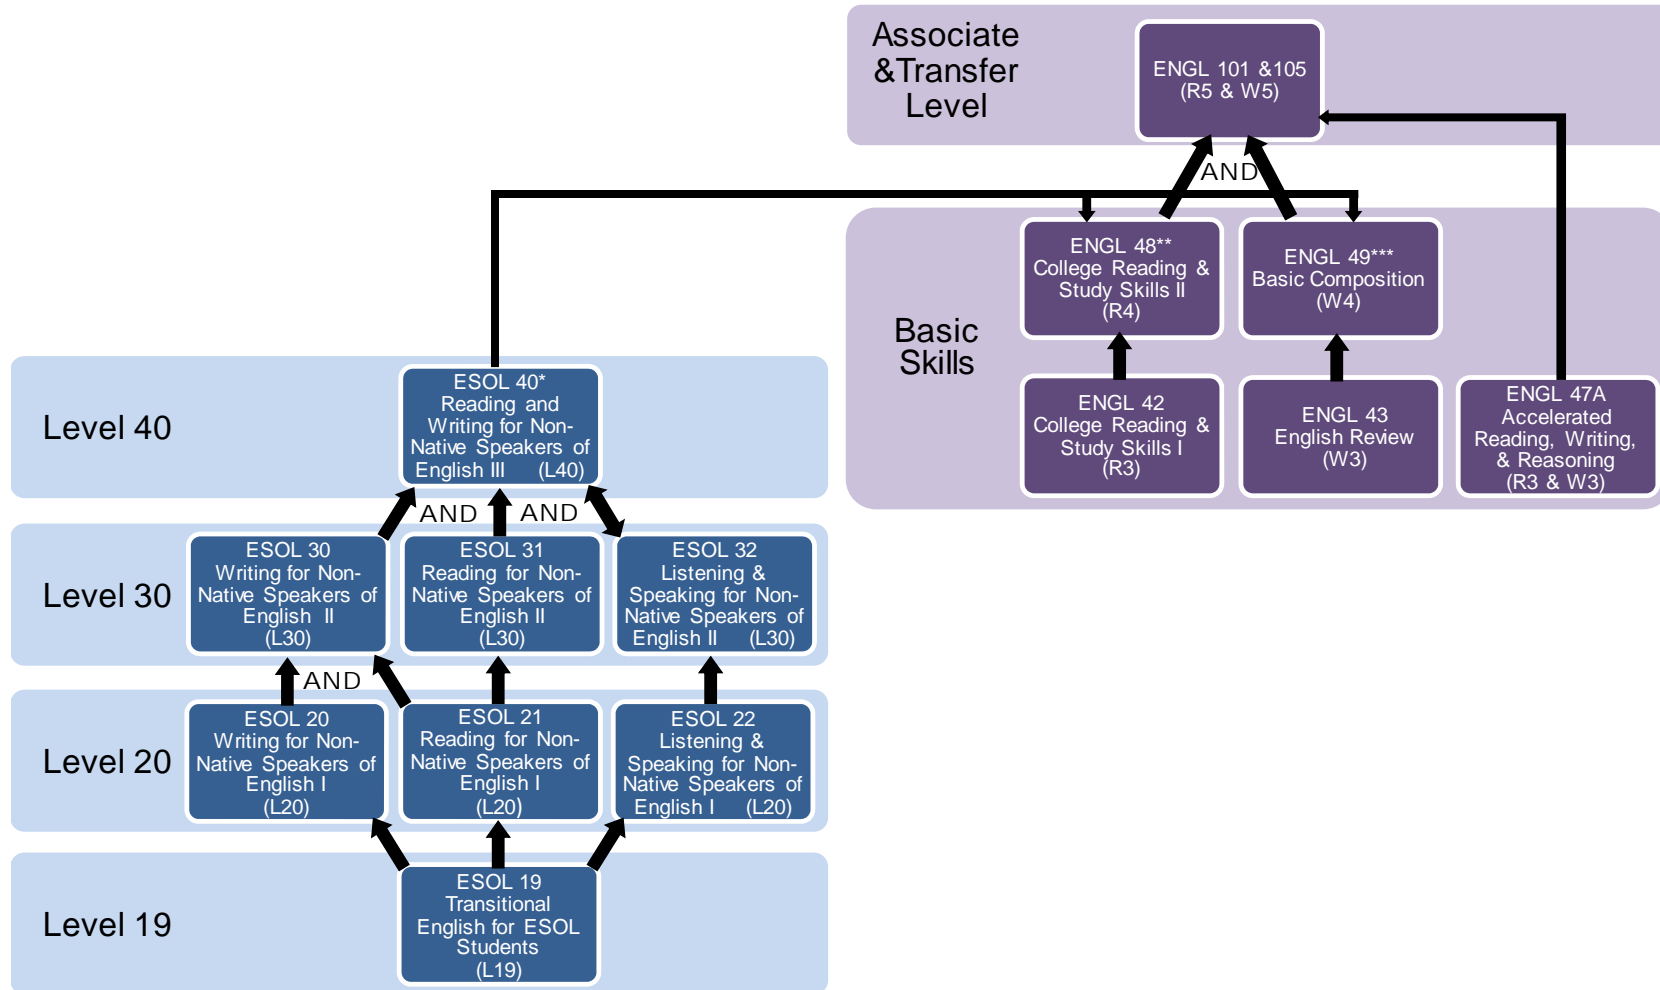 Associate
&Transfer
Level
ENGL 101 &105
(R5 & W5)
AND
Basic
Skills
ENGL 48**
College Reading &
Study Skills II
(R4)
ENGL 49***
Basic Composition
(W4)
ENGL 42
College Reading &
Study Skills I
(R3)
ENGL 43
English Review
(W3)
ENGL 47A
Accelerated
Reading, Writing,
& Reasoning
(R3 & W3)
Level 40
ESOL 40*
Reading and
Writing for Non-
Native Speakers of
English III (L40)
AND
AND
Level 30
ESOL 30
Writing for Non-
Native Speakers of
English II
(L30)
ESOL 31
Reading for Non-
Native Speakers of
English II
(L30)
ESOL 32
Listening &
Speaking for Non-
Native Speakers of
English II (L30)
AND
Level 20
ESOL 20
Writing for Non-
Native Speakers of
English I
(L20)
ESOL 21
Reading for Non-
Native Speakers of
English I
(L20)
ESOL 22
Listening &
Speaking for Non-
Native Speakers of
English I (L20)
Level 19
ESOL 19
Transitional
English for ESOL
Students
(L19)